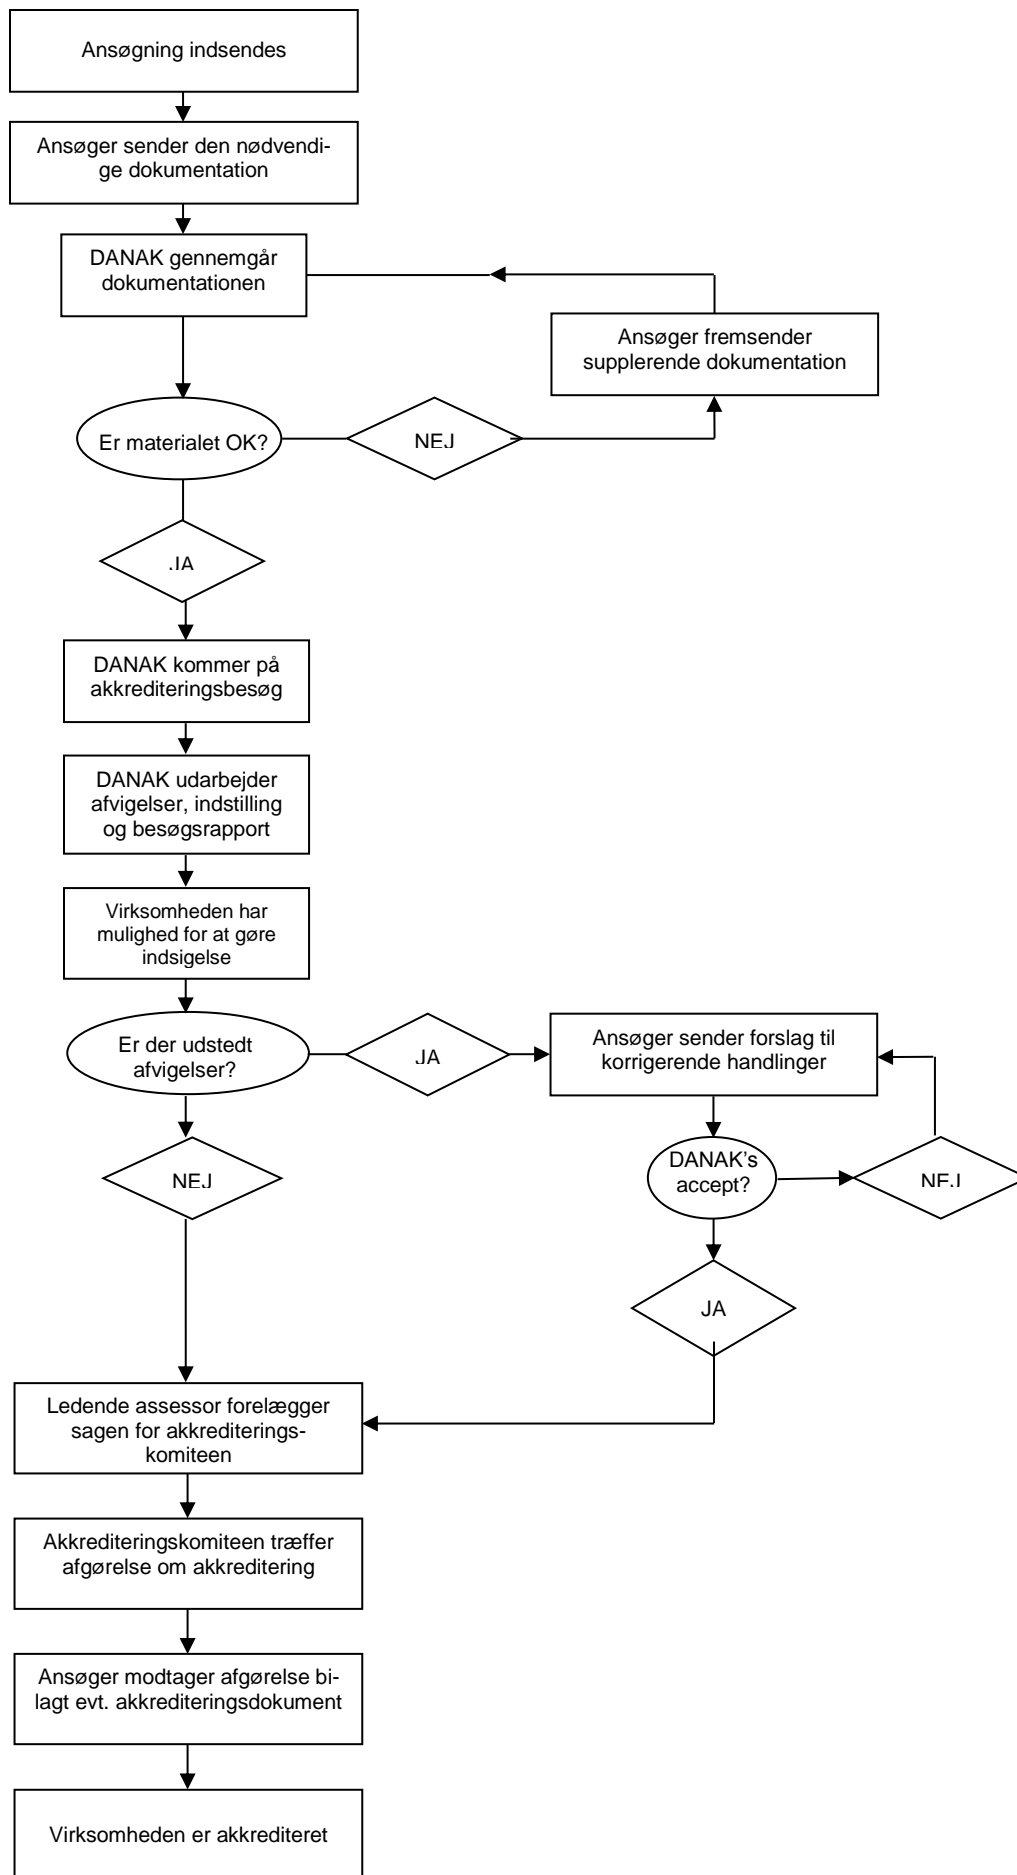 Ansøgning indsendes
Ansøger sender den nødvendi-
ge dokumentation
DANAK gennemgår
dokumentationen
Ansøger fremsender
supplerende dokumentation
Er materialet OK?
NEJ
JA
DANAK kommer på
akkrediteringsbesøg
DANAK udarbejder
afvigelser, indstilling
og besøgsrapport
Virksomheden har
mulighed for at gøre
indsigelse
Er der udstedt
afvigelser?
JA
Ansøger sender forslag til
korrigerende handlinger
NEJ
DANAK’s
accept?
NEJ
JA
Ledende assessor forelægger
sagen for akkrediterings-
komiteen
Akkrediteringskomiteen træffer
afgørelse om akkreditering
Ansøger modtager afgørelse bi-
lagt evt. akkrediteringsdokument
Virksomheden er akkrediteret